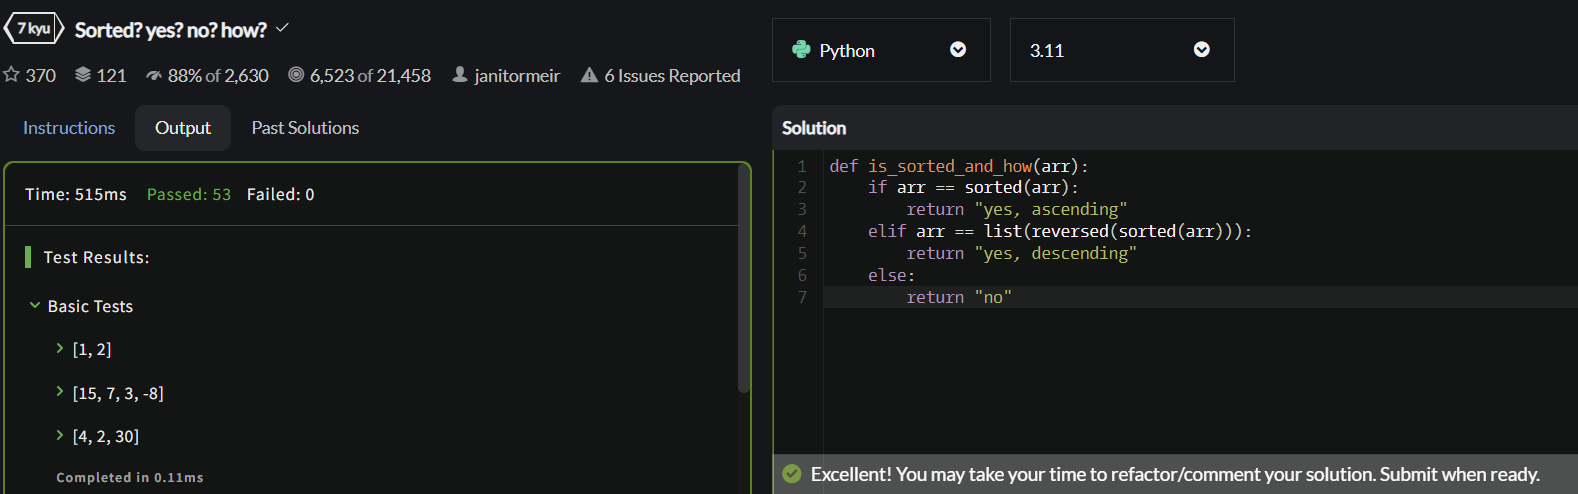 7 kyu Sorted? yes? no? how?
370 121 88% of 2,630 6,523 of 21,458 janitormeir 6 Issues Reported
Instructions Output Past Solutions
Time: 515ms Passed: 53 Failed: 0
Test Results:
Basic Tests
[1, 2]
[15, 7, 3, -8]
[4, 2, 30]
Completed in 0.11ms
Python 3.11
Solution
1 def is_sorted_and_how(arr):
2     if arr == sorted(arr):
3         return "yes, ascending"
4     elif arr == list(reversed(sorted(arr))):
5         return "yes, descending"
6     else:
7         return "no"
Excellent! You may take your time to refactor/comment your solution. Submit when ready.